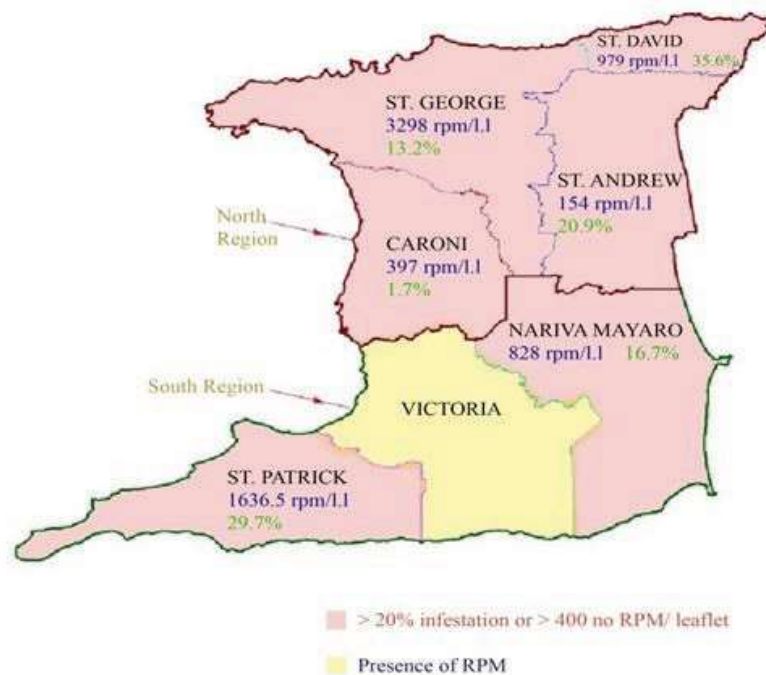 ST. DAVID
979 rpm/l.l 35.6%
ST. GEORGE
3298 rpm/l.l
13.2%
ST. ANDREW
154 rpm/l.l
20.9%
North
Region
CARONI
397 rpm/l.l
1.7%
NARIVA MAYARO
828 rpm/l.l 16.7%
South Region
VICTORIA
ST. PATRICK
1636.5 rpm/l.l
29.7%
> 20% infestation or > 400 no RPM/ leaflet
Presence of RPM